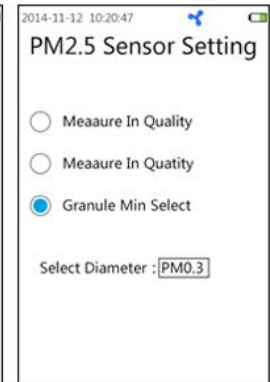 2014-11-12 10:20:47
PM2.5 Sensor Setting
Meaaure In Quality
Meaaure In Quatity
Granule Min Select
Select Diameter : PM0.3